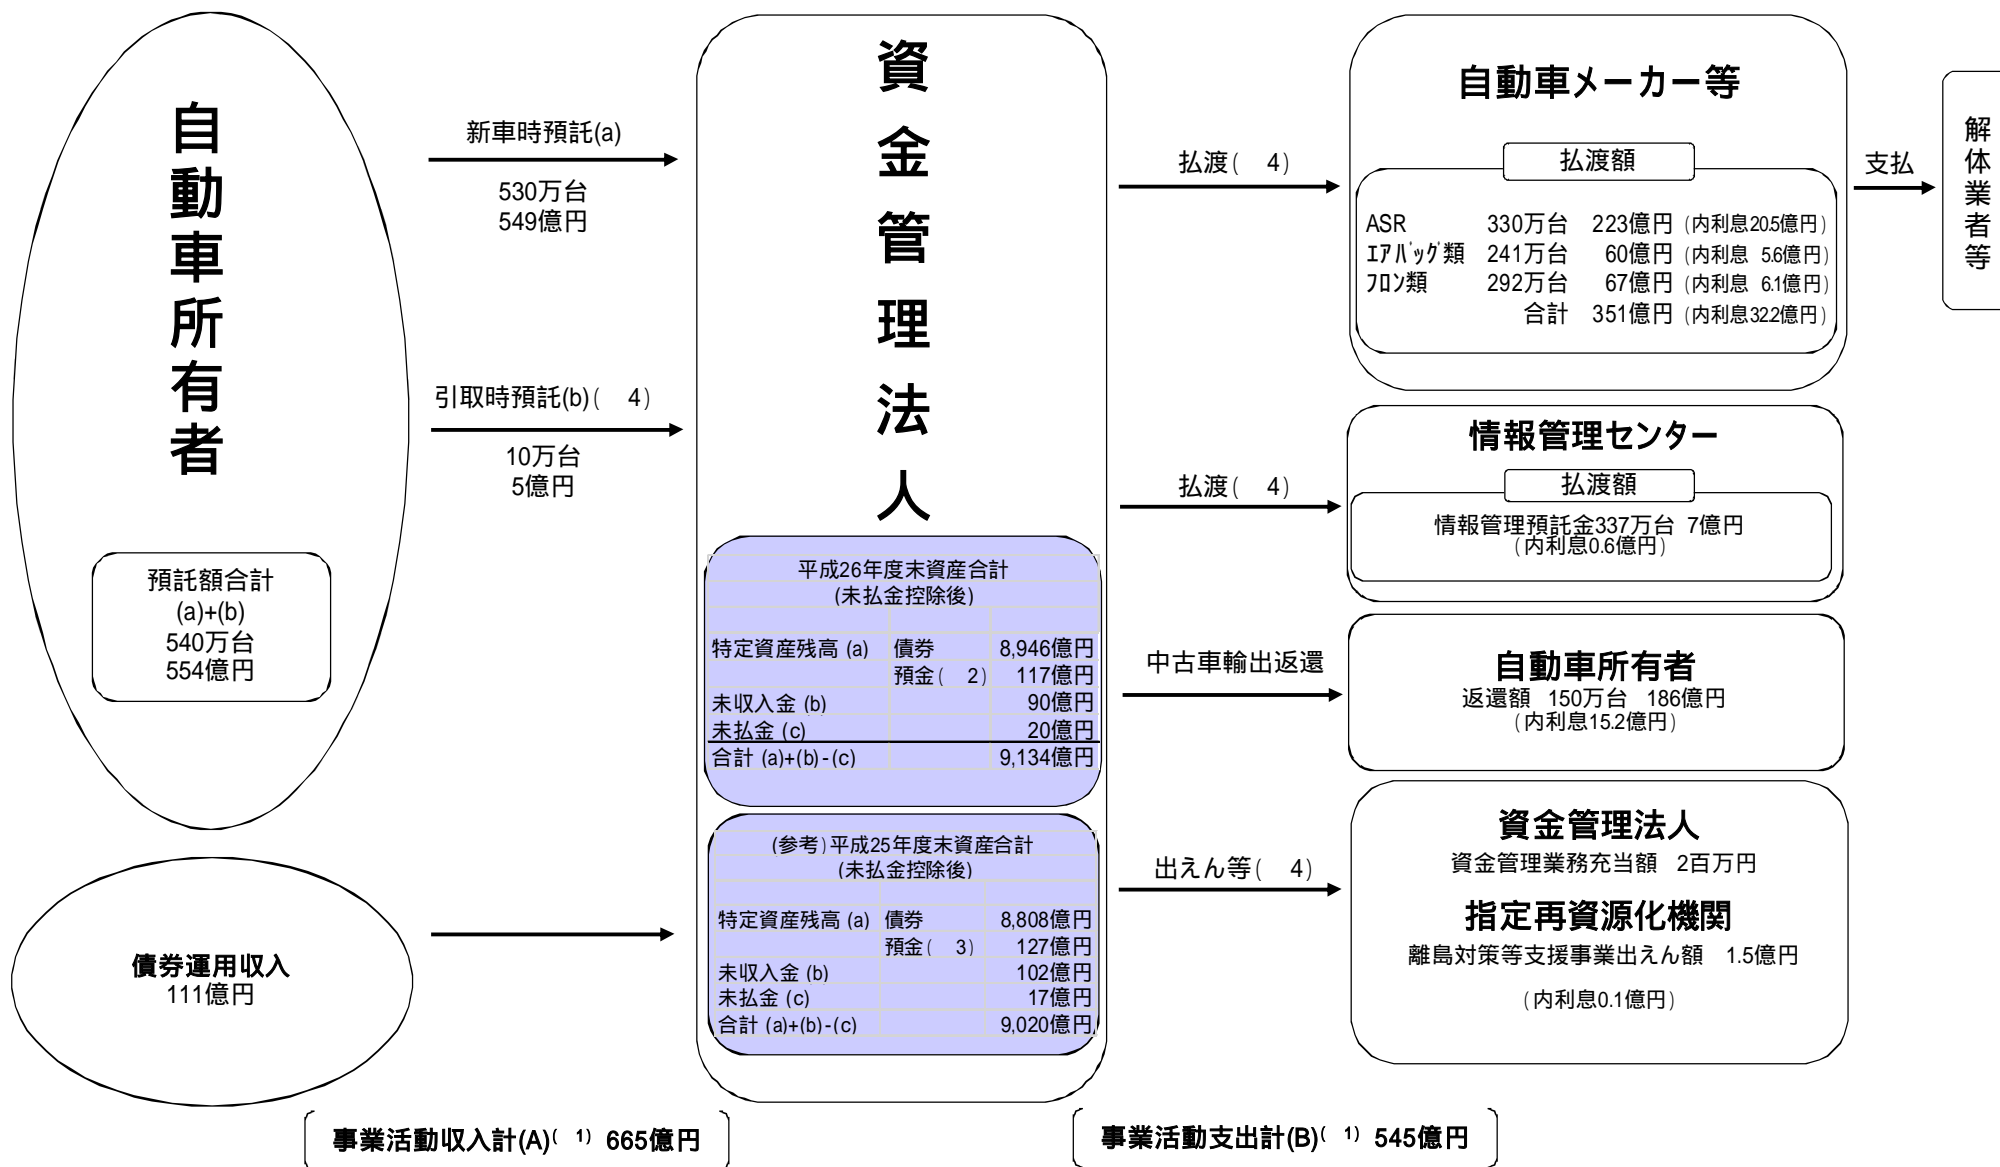 自動車所有者
預託額合計
(a)+(b)
540万台
554億円
債券運用収入
111億円
新車時預託(a)
530万台
549億円
引取時預託(b)( 4)
10万台
5億円
資金管理法人
平成26年度末資産合計
(未払金控除後)
特定資産残高 (a) 債券 8,946億円
預金( 2) 117億円
未収入金 (b) 90億円
未払金 (c) 20億円
合計 (a)+(b)-(c) 9,134億円
(参考)平成25年度末資産合計
(未払金控除後)
特定資産残高 (a) 債券 8,808億円
預金( 3) 127億円
未収入金 (b) 102億円
未払金 (c) 17億円
合計 (a)+(b)-(c) 9,020億円
払渡( 4)
払渡( 4)
中古車輸出返還
出えん等( 4)
自動車メーカー等
払渡額
ASR 330万台 223億円 (内利息20.5億円)
エアバッグ類 241万台 60億円 (内利息 5.6億円)
フロン類 292万台 67億円 (内利息 6.1億円)
合計 351億円 (内利息32.2億円)
支払
解体業者等
情報管理センター
払渡額
情報管理預託金337万台 7億円
(内利息0.6億円)
自動車所有者
返還額 150万台 186億円
(内利息15.2億円)
資金管理法人
資金管理業務充当額 2百万円
指定再資源化機関
離島対策等支援事業出えん額 1.5億円
(内利息0.1億円)
事業活動収入計(A)( 1) 665億円
事業活動支出計(B)( 1) 545億円